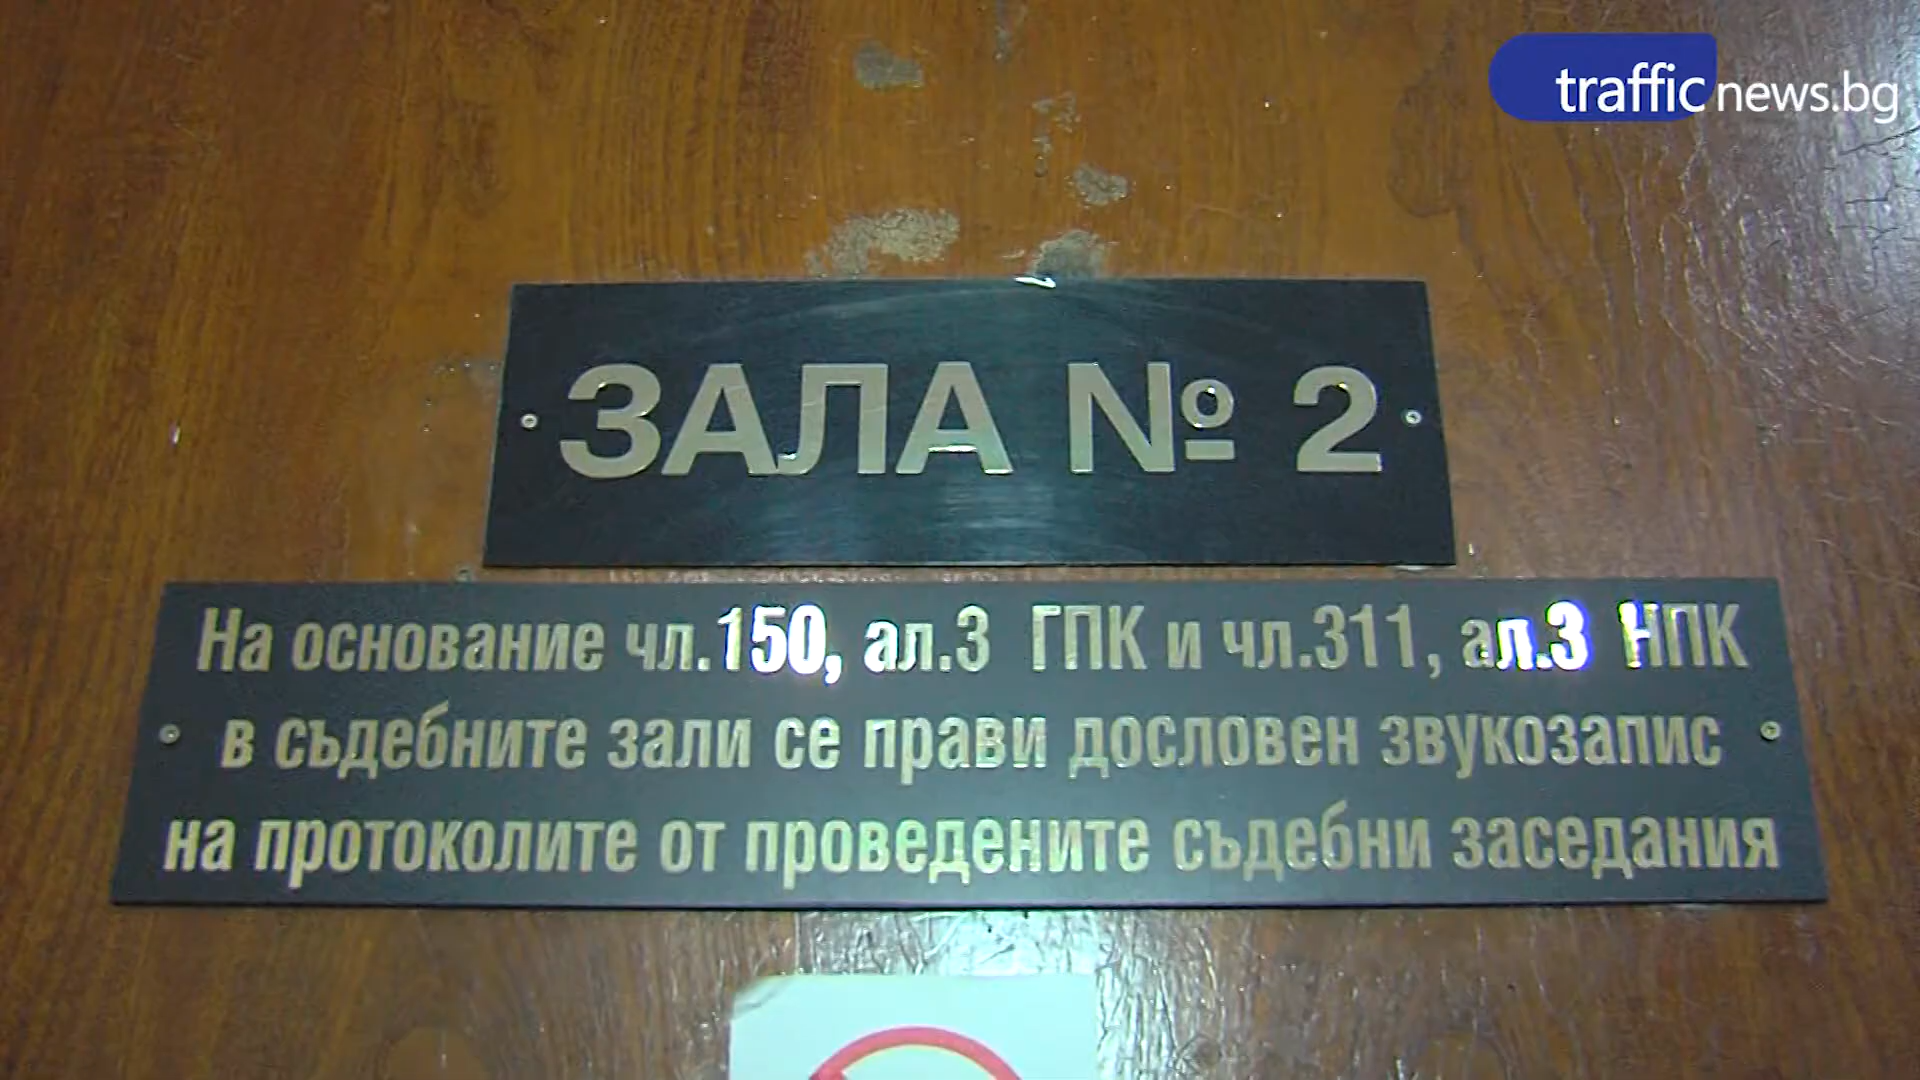 trafficnews.bg
ЗАЛА № 2
На основание чл.150, ал.3 ГПК и чл.311, ал.3 НПК
в съдебните зали се прави дословен звукозапис
на протоколите от проведените съдебни заседания